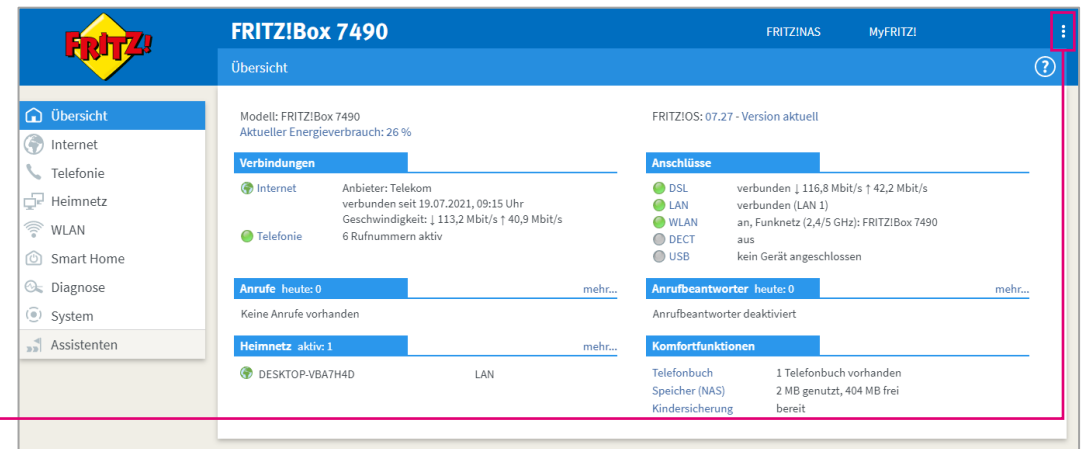 FRITZ!
FRITZ!Box 7490
FRITZ!NAS
MyFRITZ!
Übersicht
?
Übersicht
Internet
Telefonie
Heimnetz
WLAN
Smart Home
Diagnose
System
Assistenten
Modell: FRITZ!Box 7490
Aktueller Energieverbrauch: 26 %
FRITZ!OS: 07.27 - Version aktuell
Verbindungen
Internet Anbieter: Telekom
verbunden seit 19.07.2021, 09:15 Uhr
Geschwindigkeit: ↓ 113,2 Mbit/s ↑ 40,9 Mbit/s
Telefonie 6 Rufnummern aktiv
Anschlüsse
DSL verbunden ↓ 116,8 Mbit/s ↑ 42,2 Mbit/s
LAN verbunden (LAN 1)
WLAN an, Funknetz (2,4/5 GHz): FRITZ!Box 7490
DECT aus
USB kein Gerät angeschlossen
Anrufe heute: 0 mehr...
Keine Anrufe vorhanden
Anrufbeantworter heute: 0 mehr...
Anrufbeantworter deaktiviert
Heimnetz aktiv: 1 mehr...
DESKTOP-VBA7H4D LAN
Komfortfunktionen
Telefonbuch 1 Telefonbuch vorhanden
Speicher (NAS) 2 MB genutzt, 404 MB frei
Kindersicherung bereit